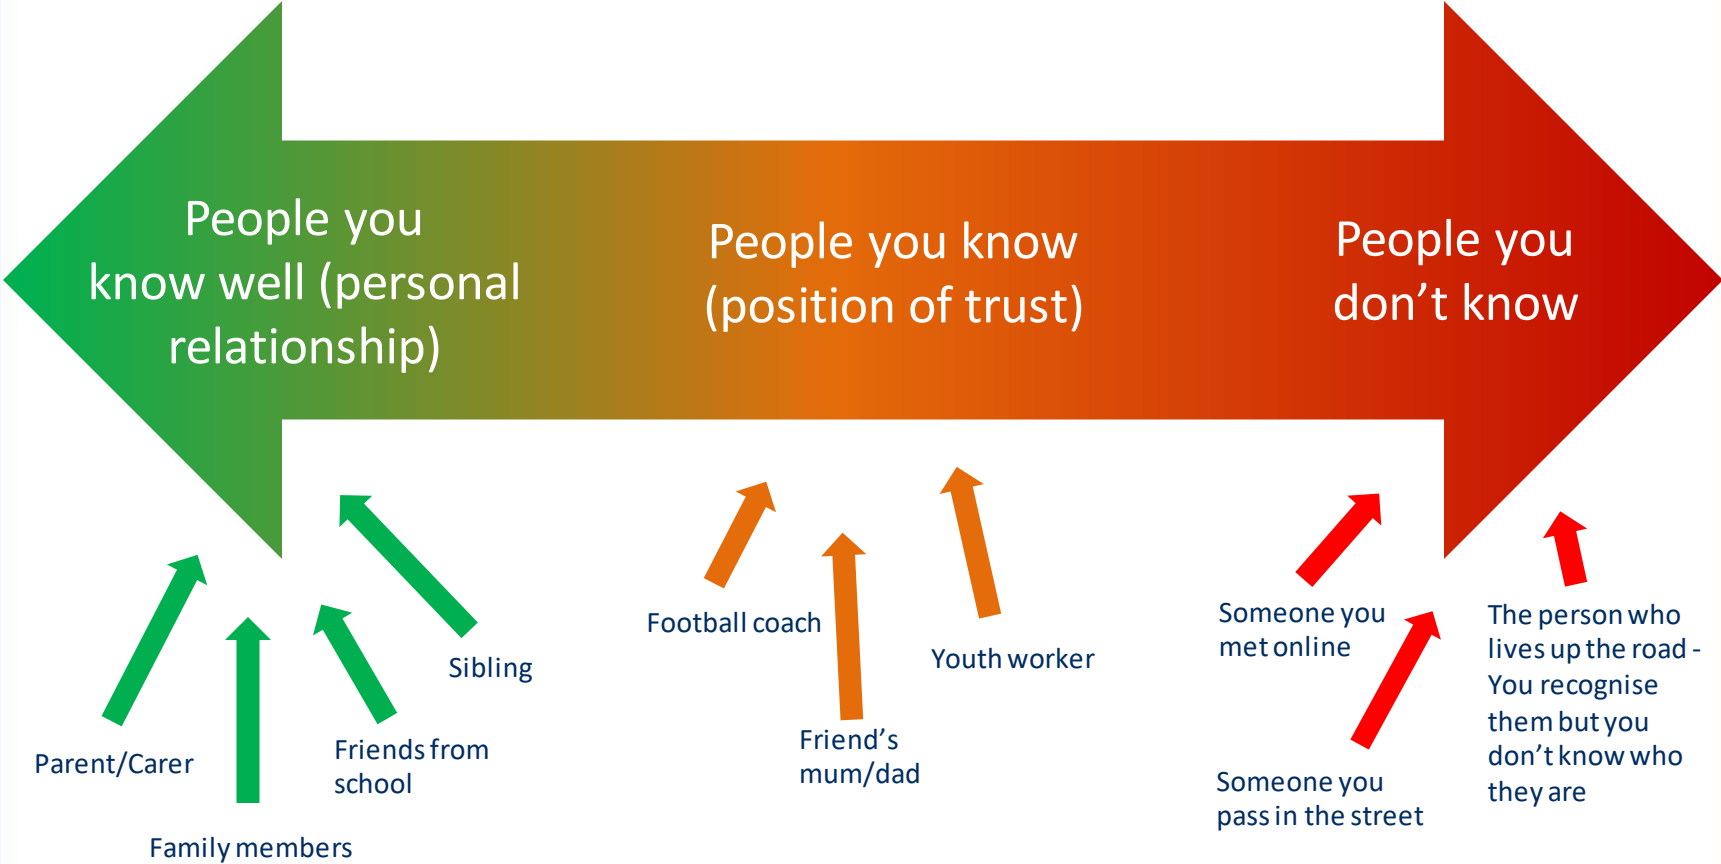 People you
know well (personal
relationship)
People you know
(position of trust)
People you
don’t know
Parent/Carer
Family members
Friends from
school
Sibling
Football coach
Friend’s
mum/dad
Youth worker
Someone you
met online
Someone you
pass in the street
The person who
lives up the road -
You recognise
them but you
don’t know who
they are